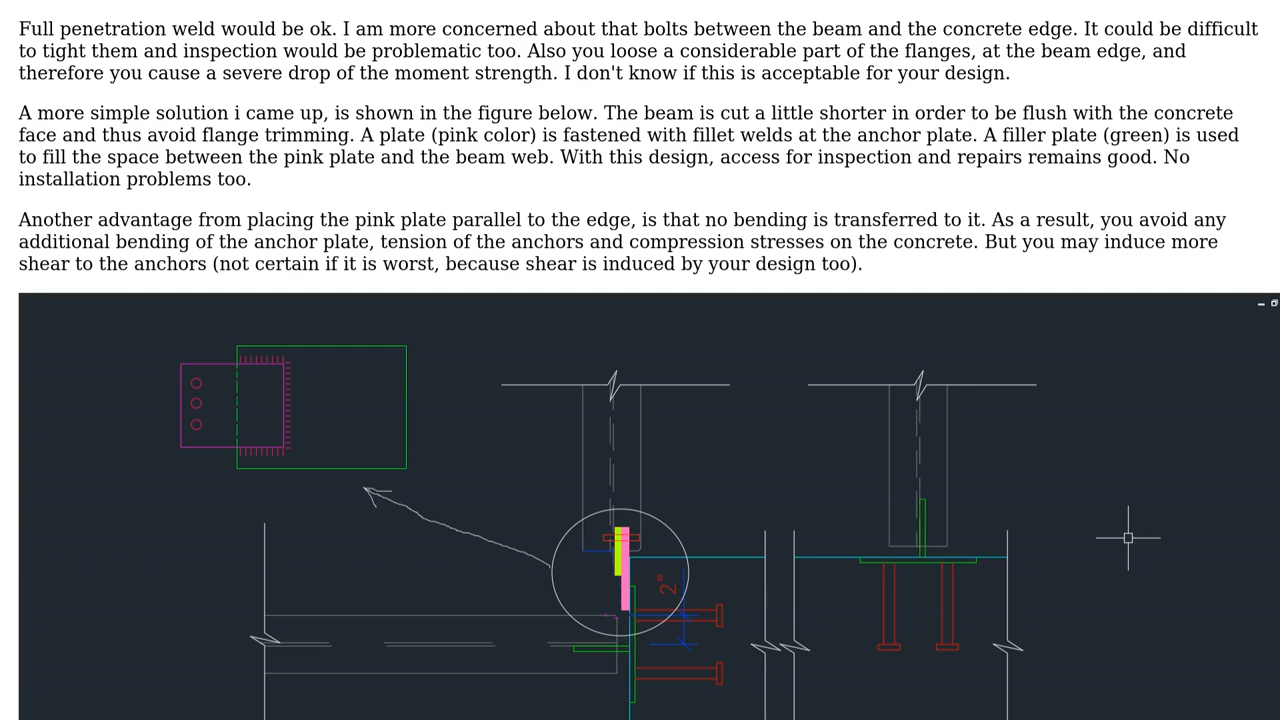 Full penetration weld would be ok. I am more concerned about that bolts between the beam and the concrete edge. It could be difficult
to tight them and inspection would be problematic too. Also you loose a considerable part of the flanges, at the beam edge, and
therefore you cause a severe drop of the moment strength. I don't know if this is acceptable for your design.
A more simple solution i came up, is shown in the figure below. The beam is cut a little shorter in order to be flush with the concrete
face and thus avoid flange trimming. A plate (pink color) is fastened with fillet welds at the anchor plate. A filler plate (green) is used
to fill the space between the pink plate and the beam web. With this design, access for inspection and repairs remains good. No
installation problems too.
Another advantage from placing the pink plate parallel to the edge, is that no bending is transferred to it. As a result, you avoid any
additional bending of the anchor plate, tension of the anchors and compression stresses on the concrete. But you may induce more
shear to the anchors (not certain if it is worst, because shear is induced by your design too).
2"